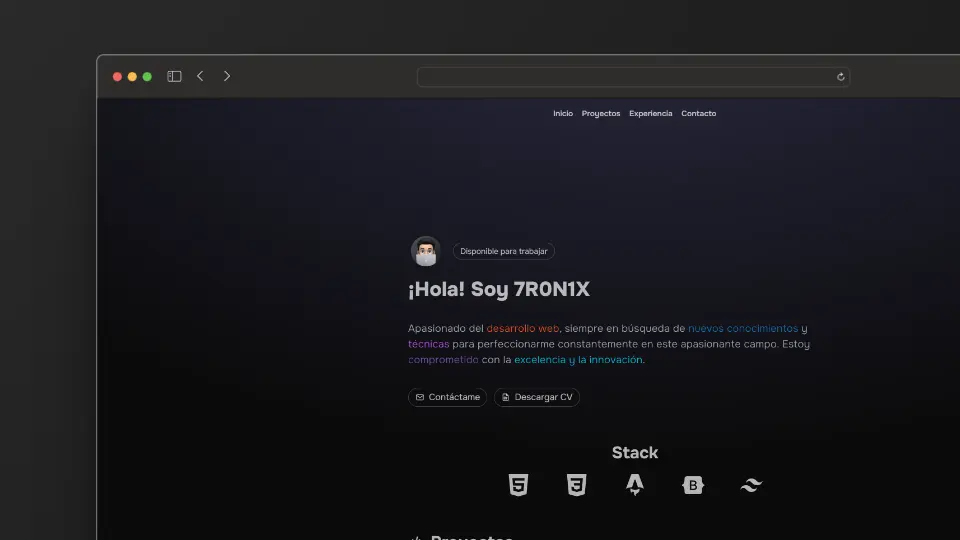 Inicio Proyectos Experiencia Contacto
Disponible para trabajar
¡Hola! Soy 7R0N1X
Apasionado del desarrollo web, siempre en búsqueda de nuevos conocimientos y
técnicas para perfeccionarme constantemente en este apasionante campo. Estoy
comprometido con la excelencia y la innovación.
Contáctame Descargar CV
Stack
5 3 B
Proyectos